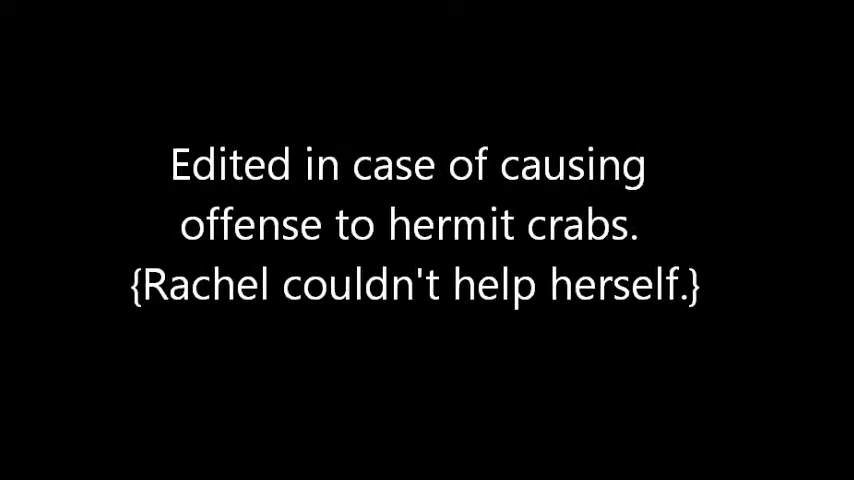 Edited in case of causing
offense to hermit crabs.
{Rachel couldn't help herself.}